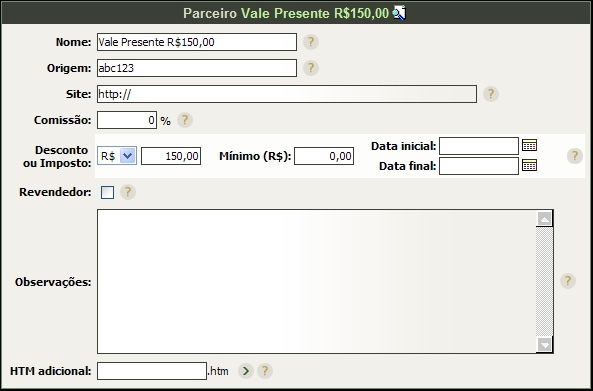 Parceiro Vale Presente R$150,00
Nome: Vale Presente R$150,00 ?
Origem: abc123 ?
Site: http:// ?
Comissão: 0 % ?
Desconto ou Imposto: R$ 150,00 Mínimo (R$): 0,00 Data inicial: ?
Data final:
Revendedor: ?
Observações: ?
HTM adicional: .htm ?